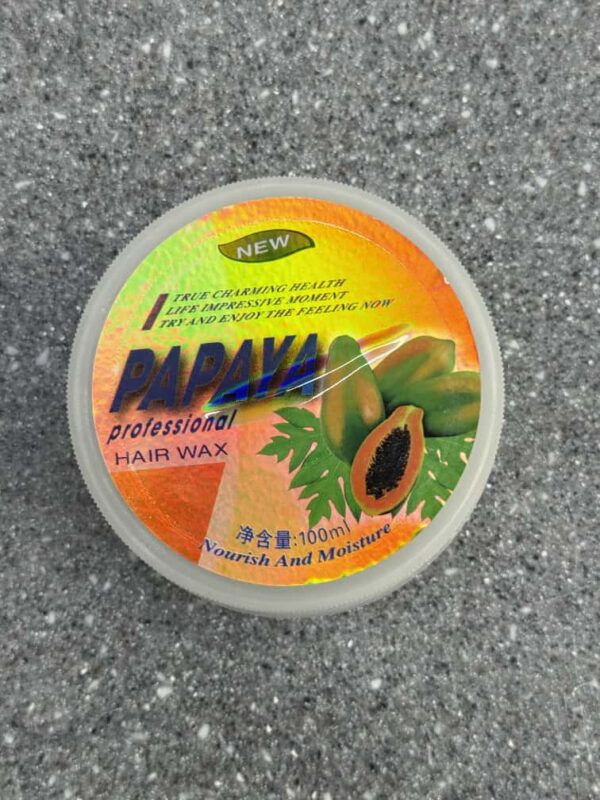 NEW
TRUE CHARMING HEALTH
LIFE IMPRESSIVE MOMENT
TRY AND ENJOY THE FEELING NOW
PAPAYA
professional
HAIR WAX
净含量:100ml
Nourish And Moisture